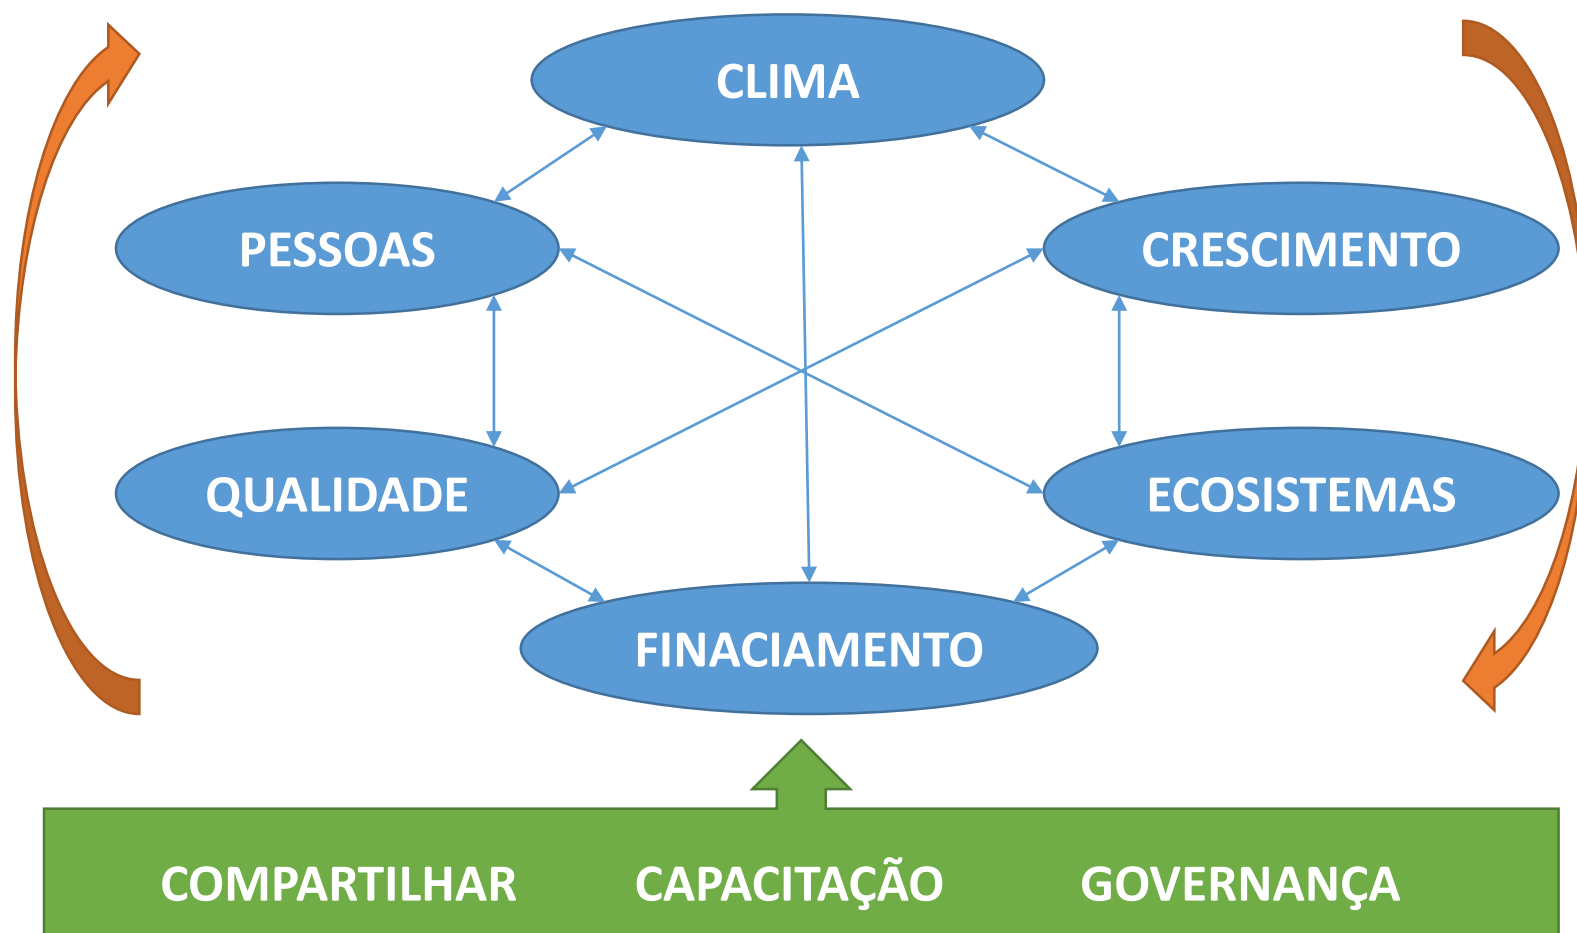 CLIMA
PESSOAS
CRESCIMENTO
QUALIDADE
ECOSISTEMAS
FINACIAMENTO
COMPARTILHAR CAPACITAÇÃO GOVERNANÇA